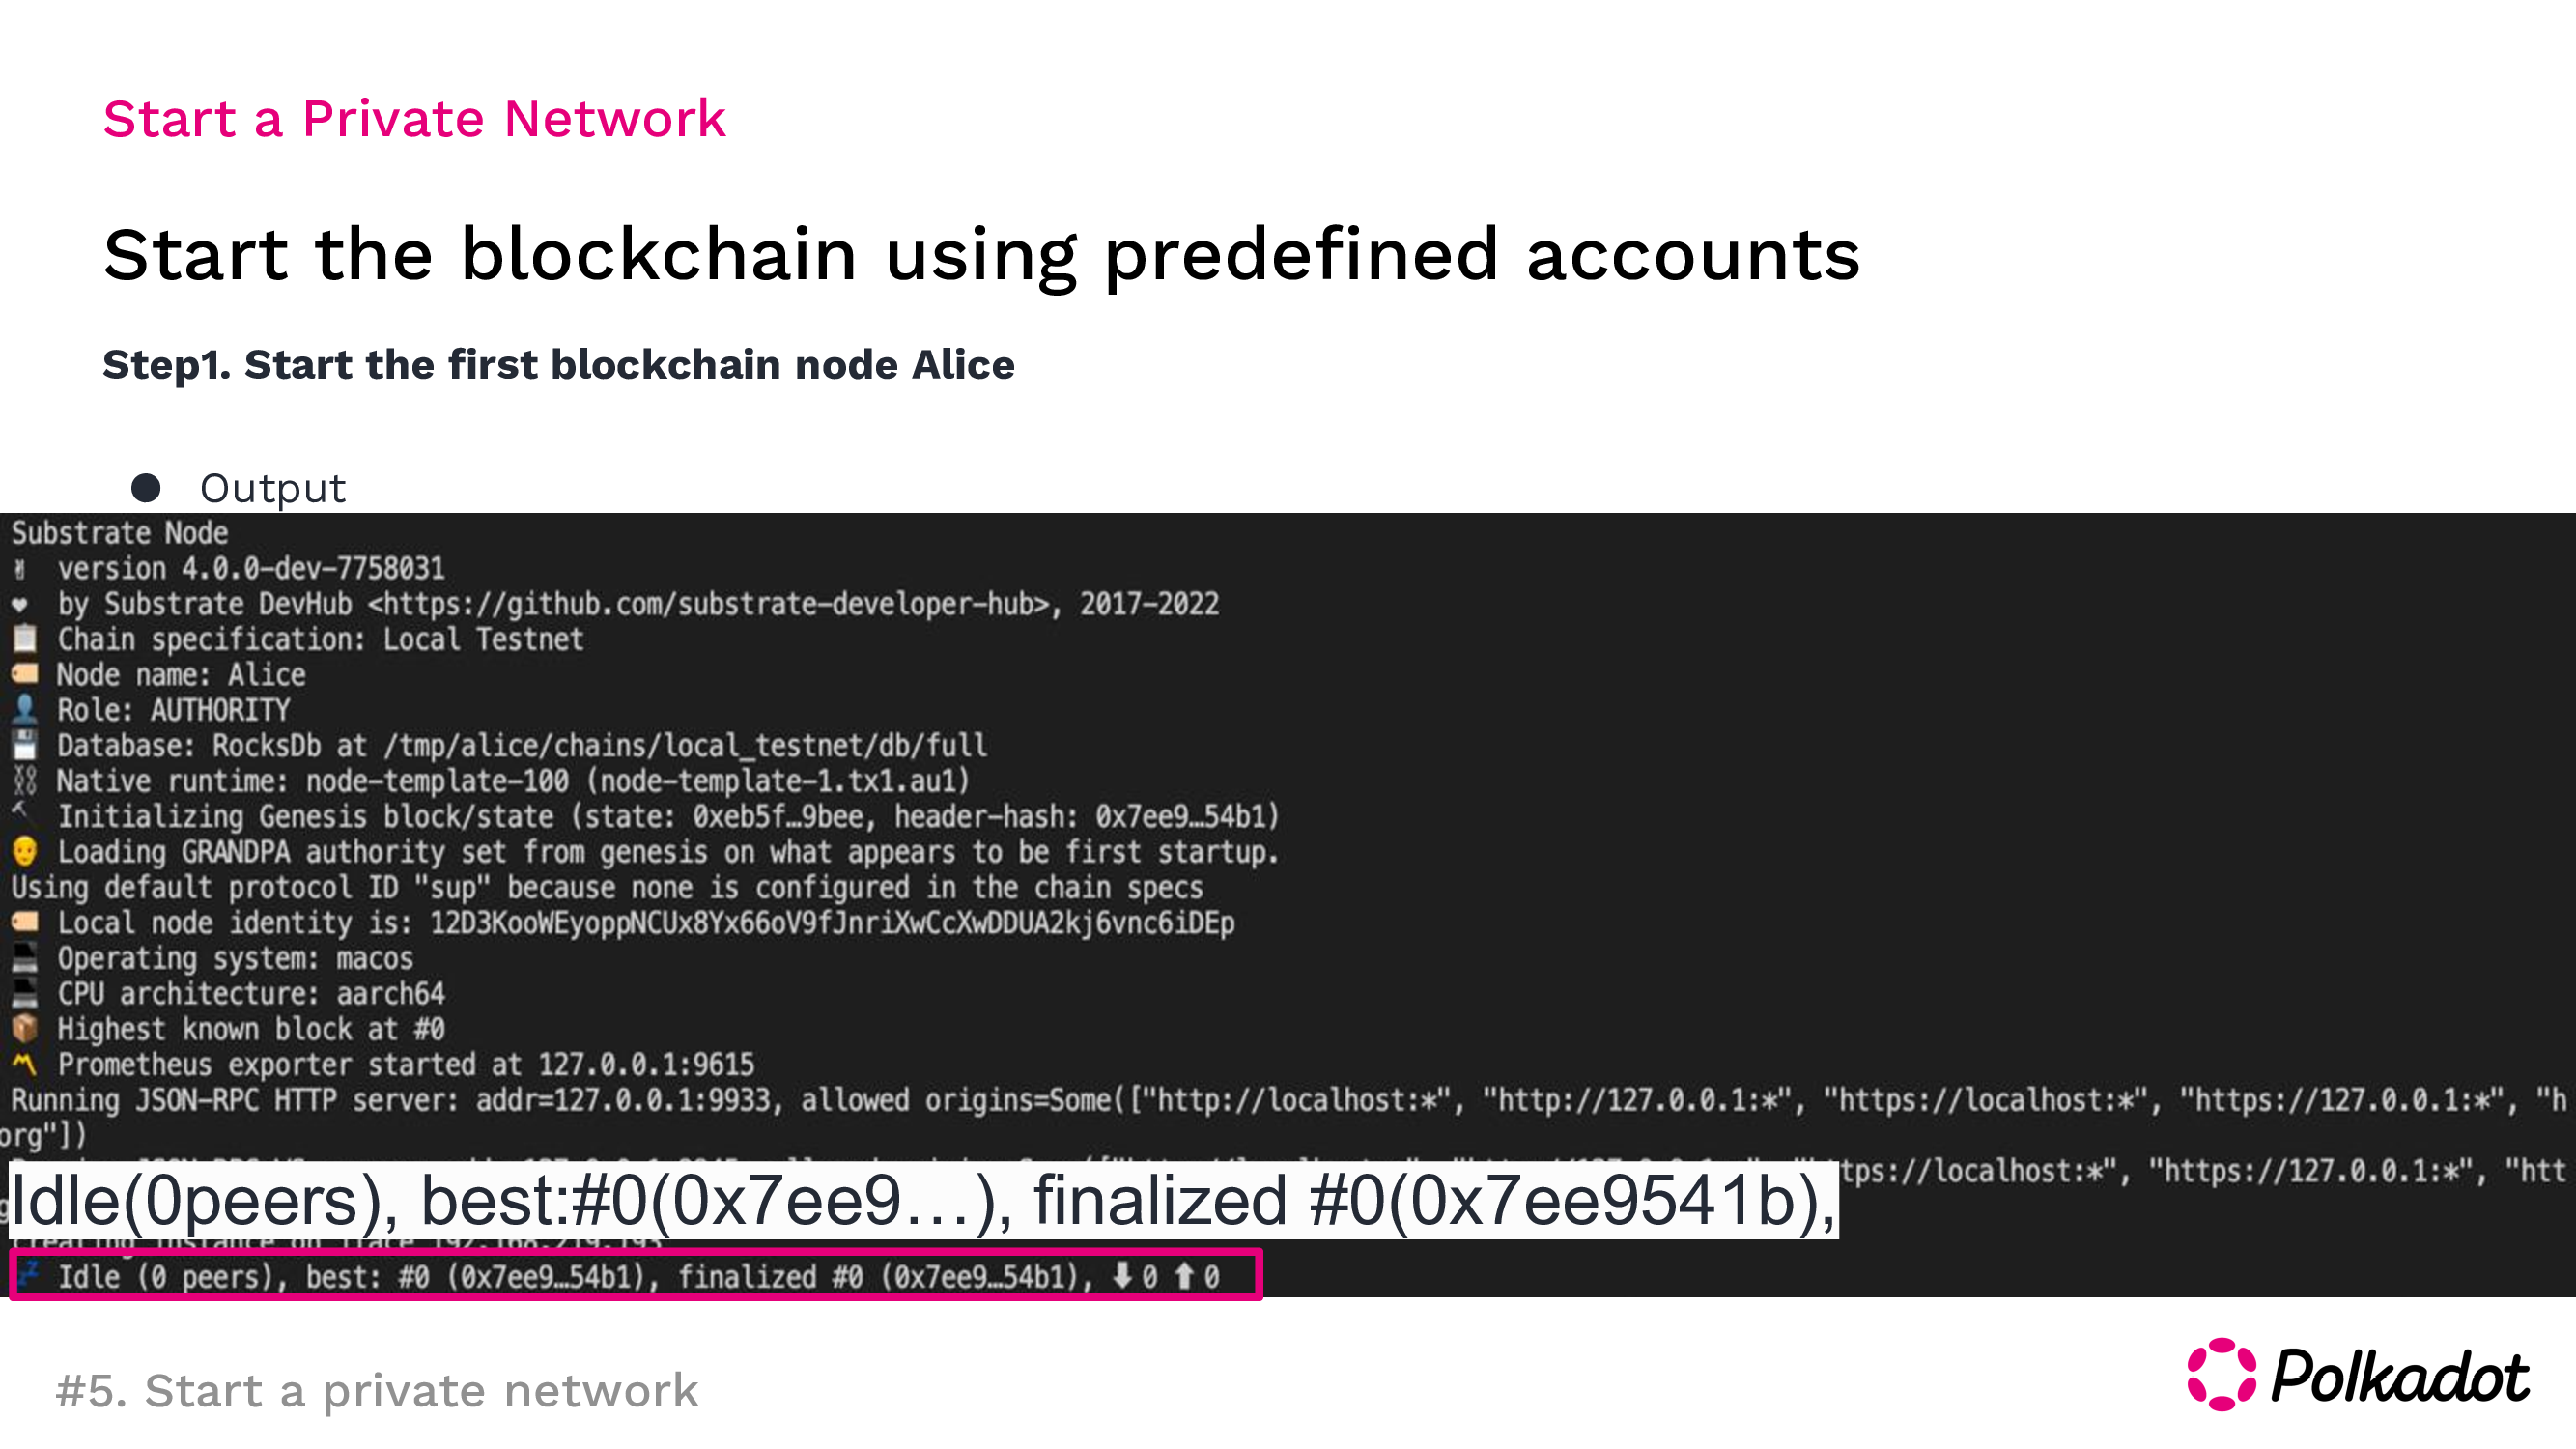 Start a Private Network
Start the blockchain using predefined accounts
Step1. Start the first blockchain node Alice
● Output
Substrate Node
version 4.0.0-dev-7758031
by Substrate DevHub <https://github.com/substrate-developer-hub>, 2017-2022
Chain specification: Local Testnet
Node name: Alice
Role: AUTHORITY
Database: RocksDb at /tmp/alice/chains/local_testnet/db/full
Native runtime: node-template-100 (node-template-1.tx1.au1)
Initializing Genesis block/state (state: 0xeb5f…9bee, header-hash: 0x7ee9…54b1)
Loading GRANDPA authority set from genesis on what appears to be first startup.
Using default protocol ID "sup" because none is configured in the chain specs
Local node identity is: 12D3KooWEyoppNCUx8Yx66oV9fJnriXwCcXwDDUA2kj6vnc6iDEp
Operating system: macos
CPU architecture: aarch64
Highest known block at #0
Prometheus exporter started at 127.0.0.1:9615
Running JSON-RPC HTTP server: addr=127.0.0.1:9933, allowed origins=Some(["http://localhost:*", "http://127.0.0.1:*", "https://localhost:*", "https://127.0.0.1:*", "h
org"])
tps://localhost:*", "https://127.0.0.1:*", "htt
Idle(0peers), best:#0(0x7ee9…), finalized #0(0x7ee9541b),
Idle (0 peers), best: #0 (0x7ee9…54b1), finalized #0 (0x7ee9…54b1), ⬇ 0 ⬆ 0
#5. Start a private network
Polkadot